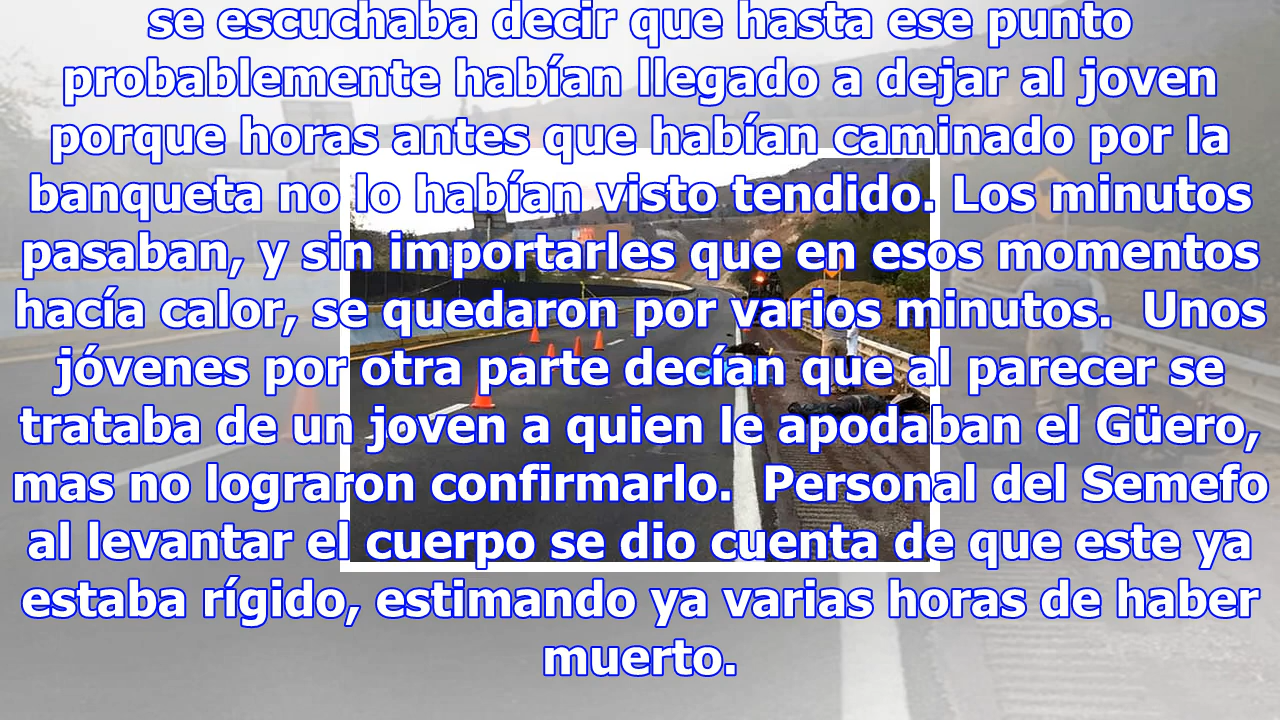 se escuchaba decir que hasta ese punto
probablemente habían llegado a dejar al joven
porque horas antes que habían caminado por la
banqueta no lo habían visto tendido. Los minutos
pasaban, y sin importarles que en esos momentos
hacía calor, se quedaron por varios minutos.  Unos
jóvenes por otra parte decían que al parecer se
trataba de un joven a quien le apodaban el Güero,
mas no lograron confirmarlo.  Personal del Semefo
al levantar el cuerpo se dio cuenta de que este ya
estaba rígido, estimando ya varias horas de haber
muerto.